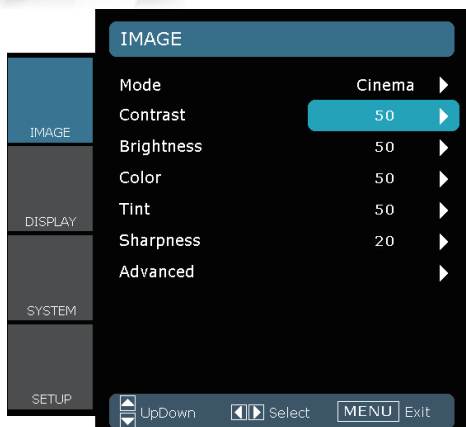 IMAGE
IMAGE
DISPLAY
SYSTEM
SETUP
Mode Cinema
Contrast 50
Brightness 50
Color 50
Tint 50
Sharpness 20
Advanced
UpDown Select MENU Exit